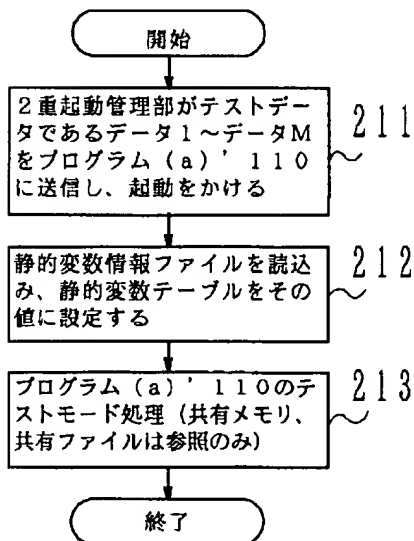 開始
2重起動管理部がテストデー
タであるデータ1~データM
をプログラム(a)'110
に送信し、起動をかける
211
静的変数情報ファイルを読込
み、静的変数テーブルをその
値に設定する
212
プログラム(a)'110のテ
ストモード処理(共有メモリ、
共有ファイルは参照のみ)
213
終了